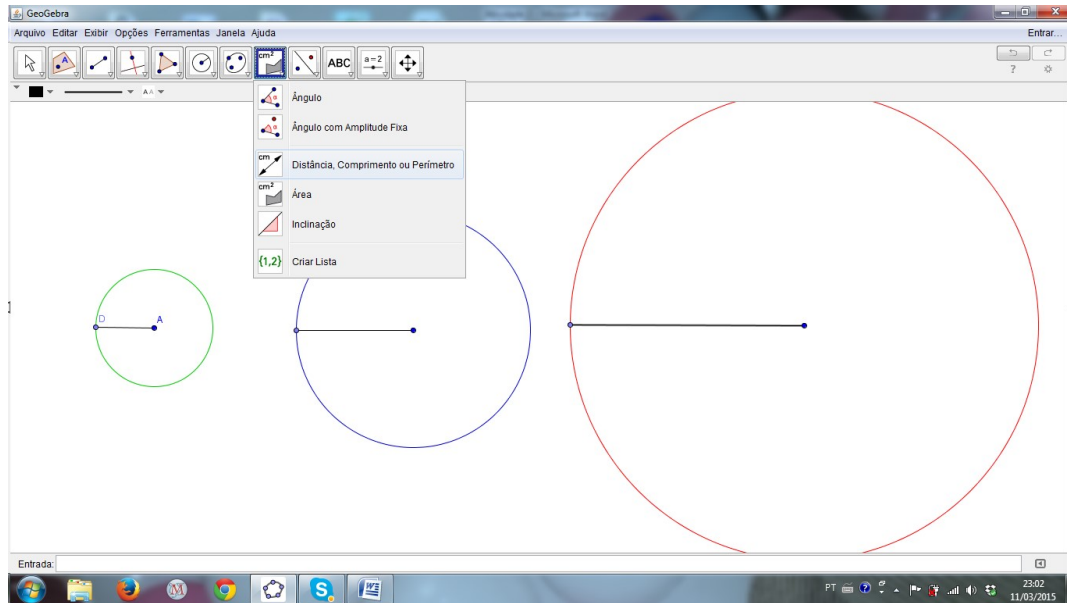 GeoGebra
Arquivo Editar Exibir Opções Ferramentas Janela Ajuda
Entrar...
A
cm²
ABC
a=2
?
A A
Ângulo
Ângulo com Amplitude Fixa
cm
Distância, Comprimento ou Perímetro
cm²
Área
Inclinação
{1,2}
Criar Lista
D
A
Entrada:
M
S
W
PT
?
23:02
11/03/2015